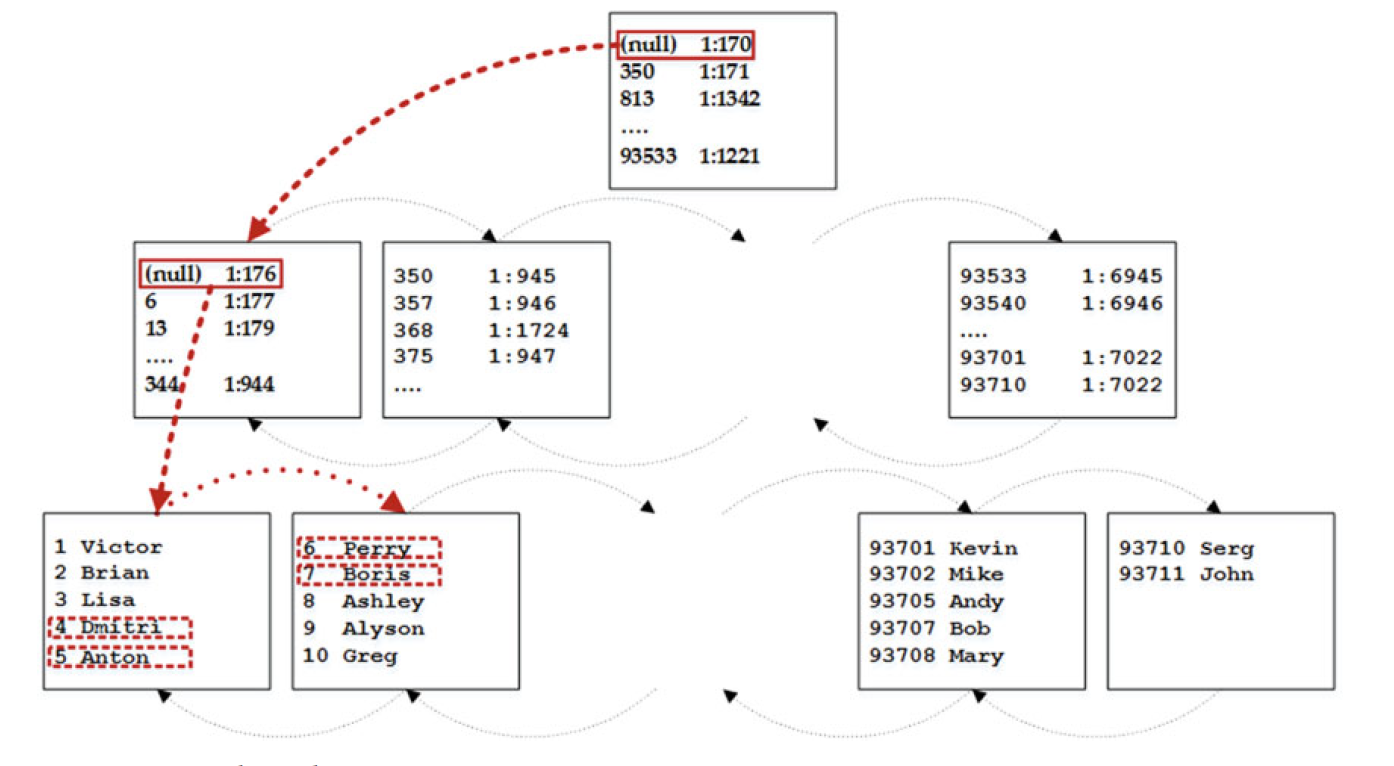 (null) 1:170
350 1:171
813 1:1342
....
93533 1:1221
(null) 1:176
6 1:177
13 1:179
....
344 1:944
350 1:945
357 1:946
368 1:1724
375 1:947
....
93533 1:6945
93540 1:6946
....
93701 1:7022
93710 1:7022
1 Victor
2 Brian
3 Lisa
4 Dmitri
5 Anton
6 Perry
7 Boris
8 Ashley
9 Alyson
10 Greg
93701 Kevin
93702 Mike
93705 Andy
93707 Bob
93708 Mary
93710 Serg
93711 John